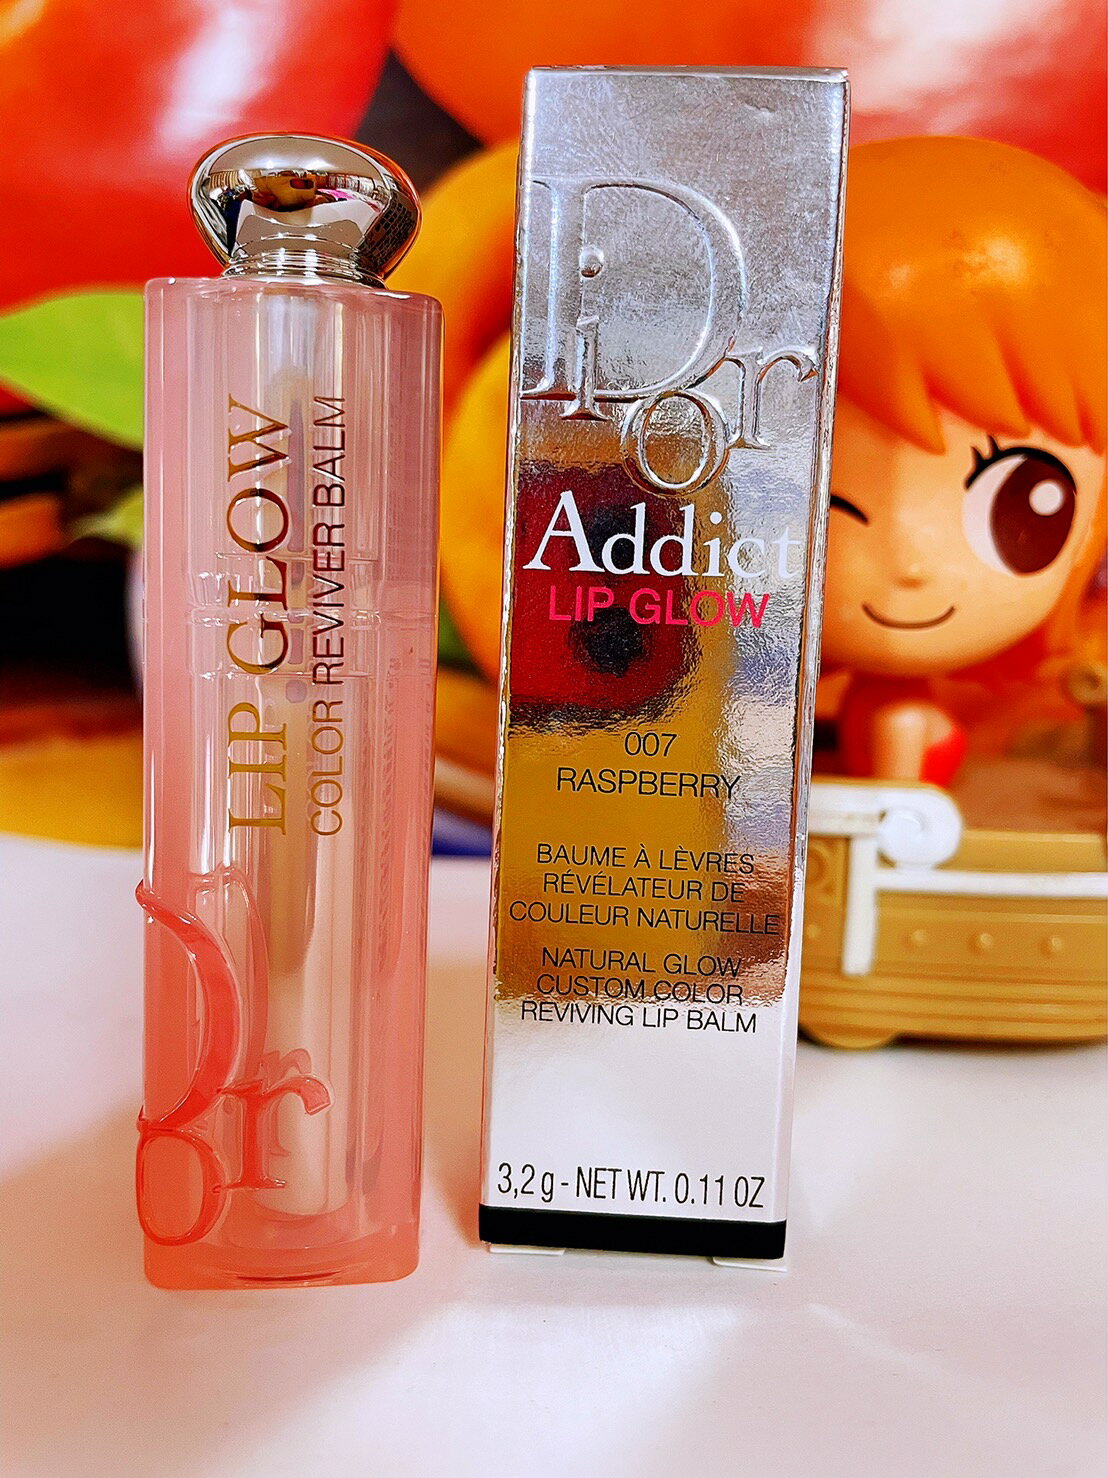 LIP GLOW
COLOR REVIVER BALM
Dior
Dior
Addict
LIP GLOW
007
RASPBERRY
BAUME À LÈVRES
RÉVÉLATEUR DE
COULEUR NATURELLE
NATURAL GLOW
CUSTOM COLOR
REVIVING LIP BALM
3,2 g - NET WT. 0.11 OZ